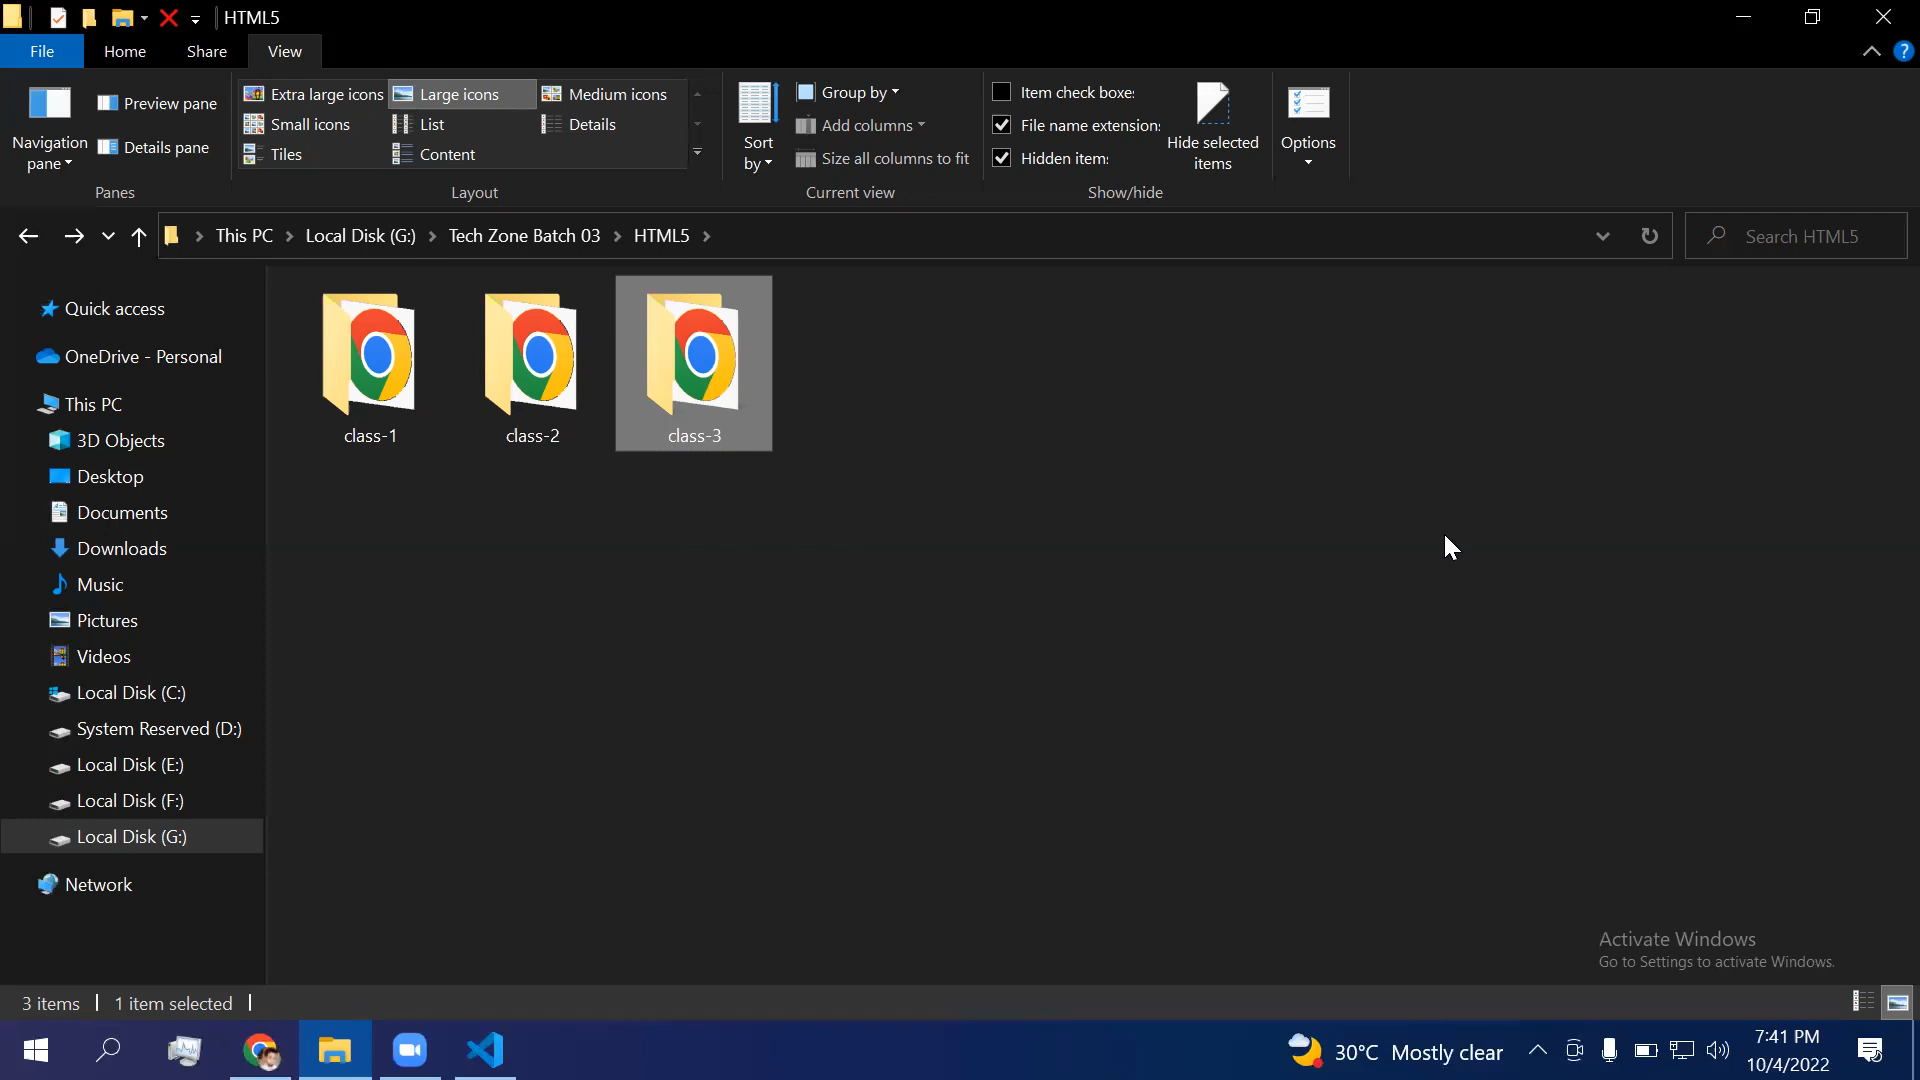 HTML5
File Home Share View
Navigation pane
Preview pane
Details pane
Panes
Extra large icons Large icons Medium icons
Small icons List Details
Tiles Content
Layout
Sort by
Group by
Add columns
Size all columns to fit
Current view
Item check boxes
File name extensions
Hidden items
Hide selected items
Show/hide
Options
This PC Local Disk (G:) Tech Zone Batch 03 HTML5
Search HTML5
Quick access
OneDrive - Personal
This PC
3D Objects
Desktop
Documents
Downloads
Music
Pictures
Videos
Local Disk (C:)
System Reserved (D:)
Local Disk (E:)
Local Disk (F:)
Local Disk (G:)
Network
class-1 class-2 class-3
Activate Windows
Go to Settings to activate Windows.
3 items 1 item selected
30°C Mostly clear
7:41 PM
10/4/2022